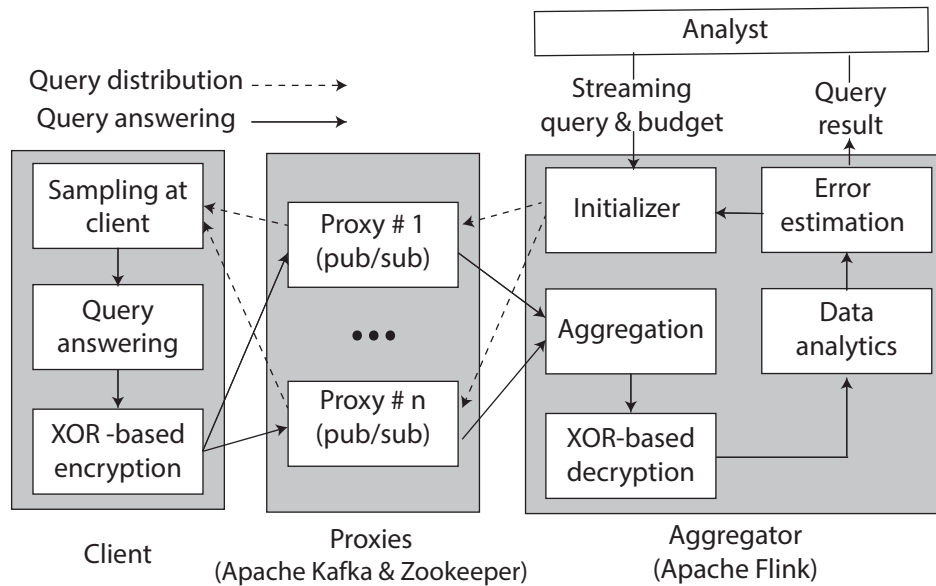 Analyst
Query distribution
Query answering
Streaming
query & budget
Query
result
Sampling at
client
Query
answering
XOR -based
encryption
Proxy # 1
(pub/sub)
•••
Proxy # n
(pub/sub)
Initializer
Error
estimation
Aggregation
Data
analytics
XOR-based
decryption
Client
Proxies
(Apache Kafka & Zookeeper)
Aggregator
(Apache Flink)